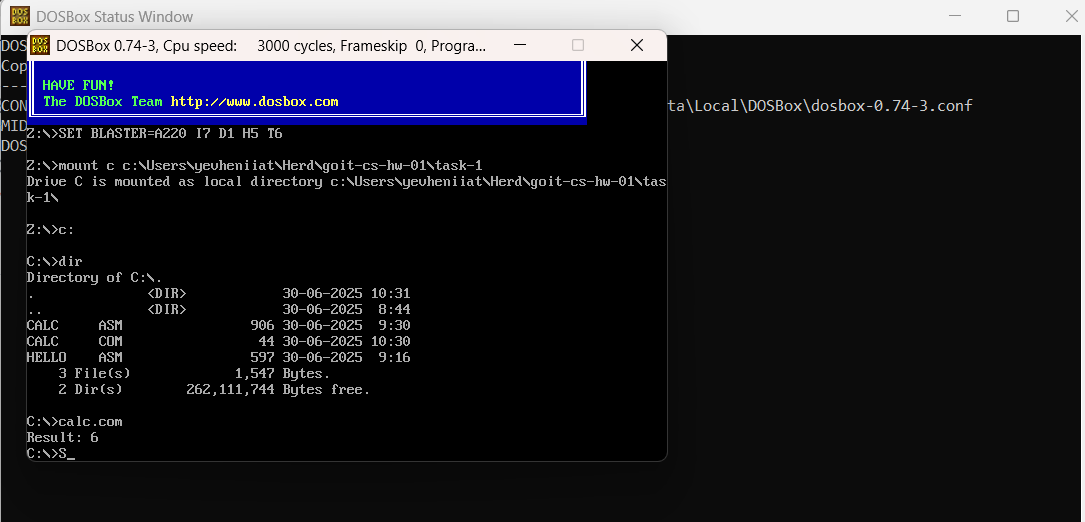 DOSBox Status Window
DOS
Cop
---
CON
ta\Local\DOSBox\dosbox-0.74-3.conf
MID
DOS
DOSBox 0.74-3, Cpu speed:    3000 cycles, Frameskip  0, Progra...
HAVE FUN!
The DOSBox Team http://www.dosbox.com
Z:\>SET BLASTER=A220 I7 D1 H5 T6
Z:\>mount c c:\Users\yevheniiat\Herd\goit-cs-hw-01\task-1
Drive C is mounted as local directory c:\Users\yevheniiat\Herd\goit-cs-hw-01\tas
k-1\
Z:\>c:
C:\>dir
Directory of C:\.
.              <DIR>            30-06-2025 10:31
..             <DIR>            30-06-2025  8:44
CALC     ASM                906 30-06-2025  9:30
CALC     COM                 44 30-06-2025 10:30
HELLO    ASM                597 30-06-2025  9:16
    3 File(s)             1,547 Bytes.
    2 Dir(s)        262,111,744 Bytes free.
C:\>calc.com
Result: 6
C:\>S_